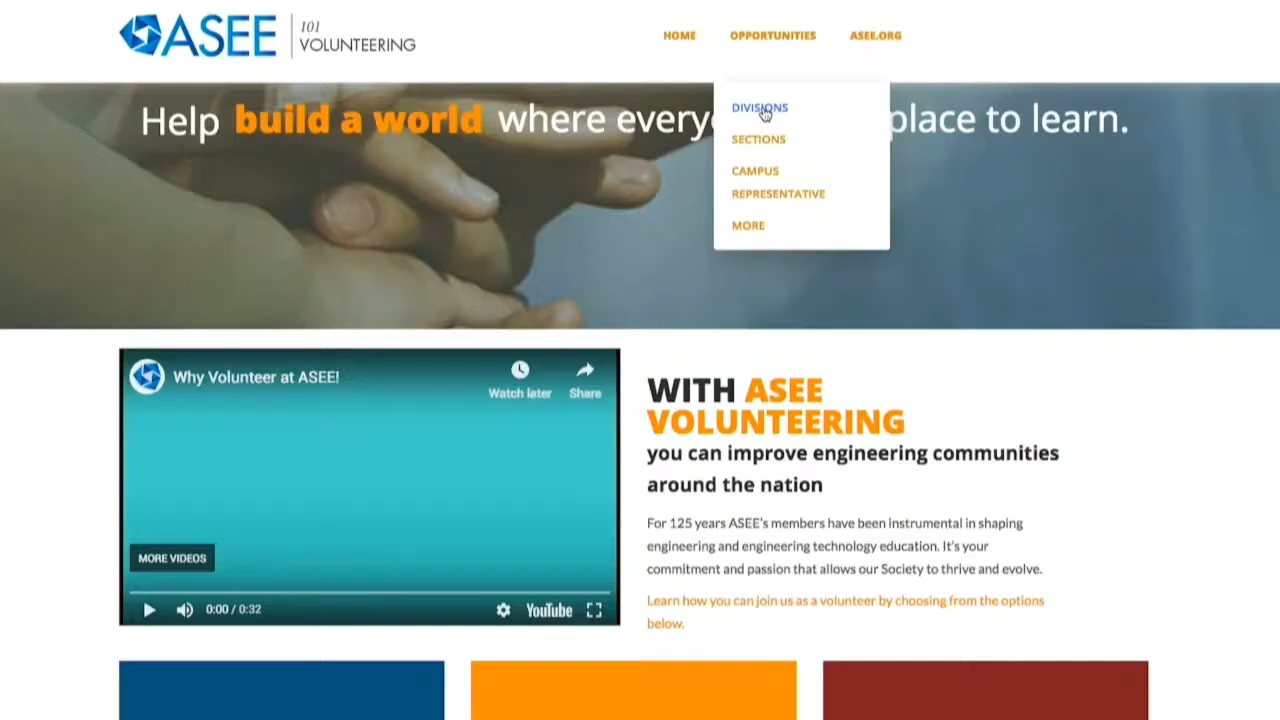 ASEE
101
VOLUNTEERING
HOME
OPPORTUNITIES
ASEE.ORG
DIVISIONS
SECTIONS
CAMPUS
REPRESENTATIVE
MORE
Help build a world where every place to learn.
Why Volunteer at ASEE!
Watch later
Share
MORE VIDEOS
0:00 / 0:32
YouTube
WITH ASEE
VOLUNTEERING
you can improve engineering communities
around the nation
For 125 years ASEE's members have been instrumental in shaping
engineering and engineering technology education. It's your
commitment and passion that allows our Society to thrive and evolve.
Learn how you can join us as a volunteer by choosing from the options
below.